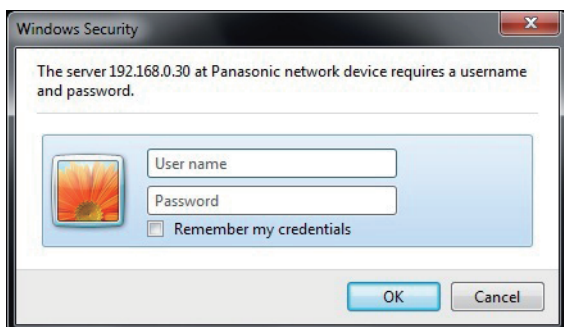 Windows Security
The server 192.168.0.30 at Panasonic network device requires a username
and password.
User name
Password
Remember my credentials
OK
Cancel